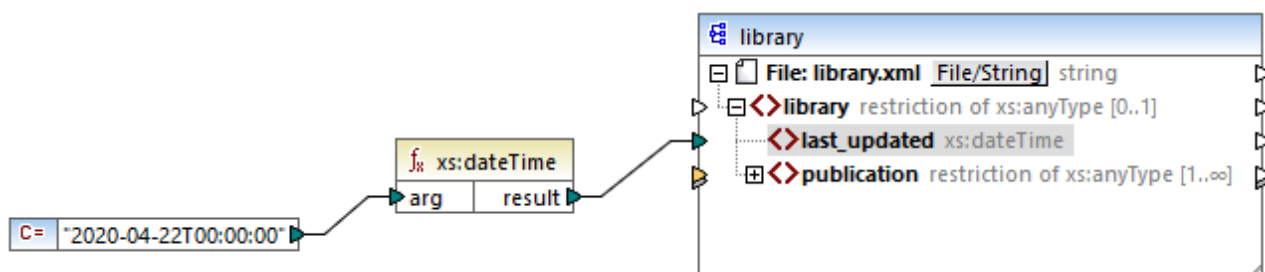 library
File: library.xml File/String string
library restriction of xs:anyType [0..1]
last_updated xs:dateTime
publication restriction of xs:anyType [1..∞]
fx xs:dateTime
arg result
C= "2020-04-22T00:00:00"